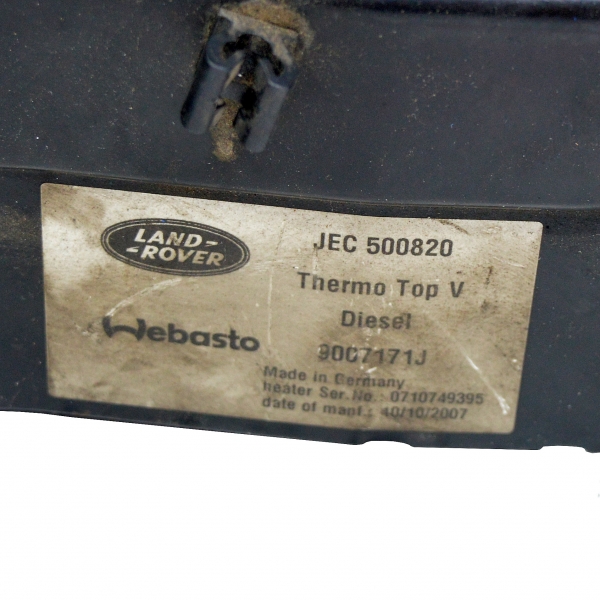 LAND-
-ROVER
JEC 500820
Thermo Top V
Diesel
Webasto
9007171J
Made in Germany
heater Ser.No.: 0710749395
date of manf.: 10/10/2007